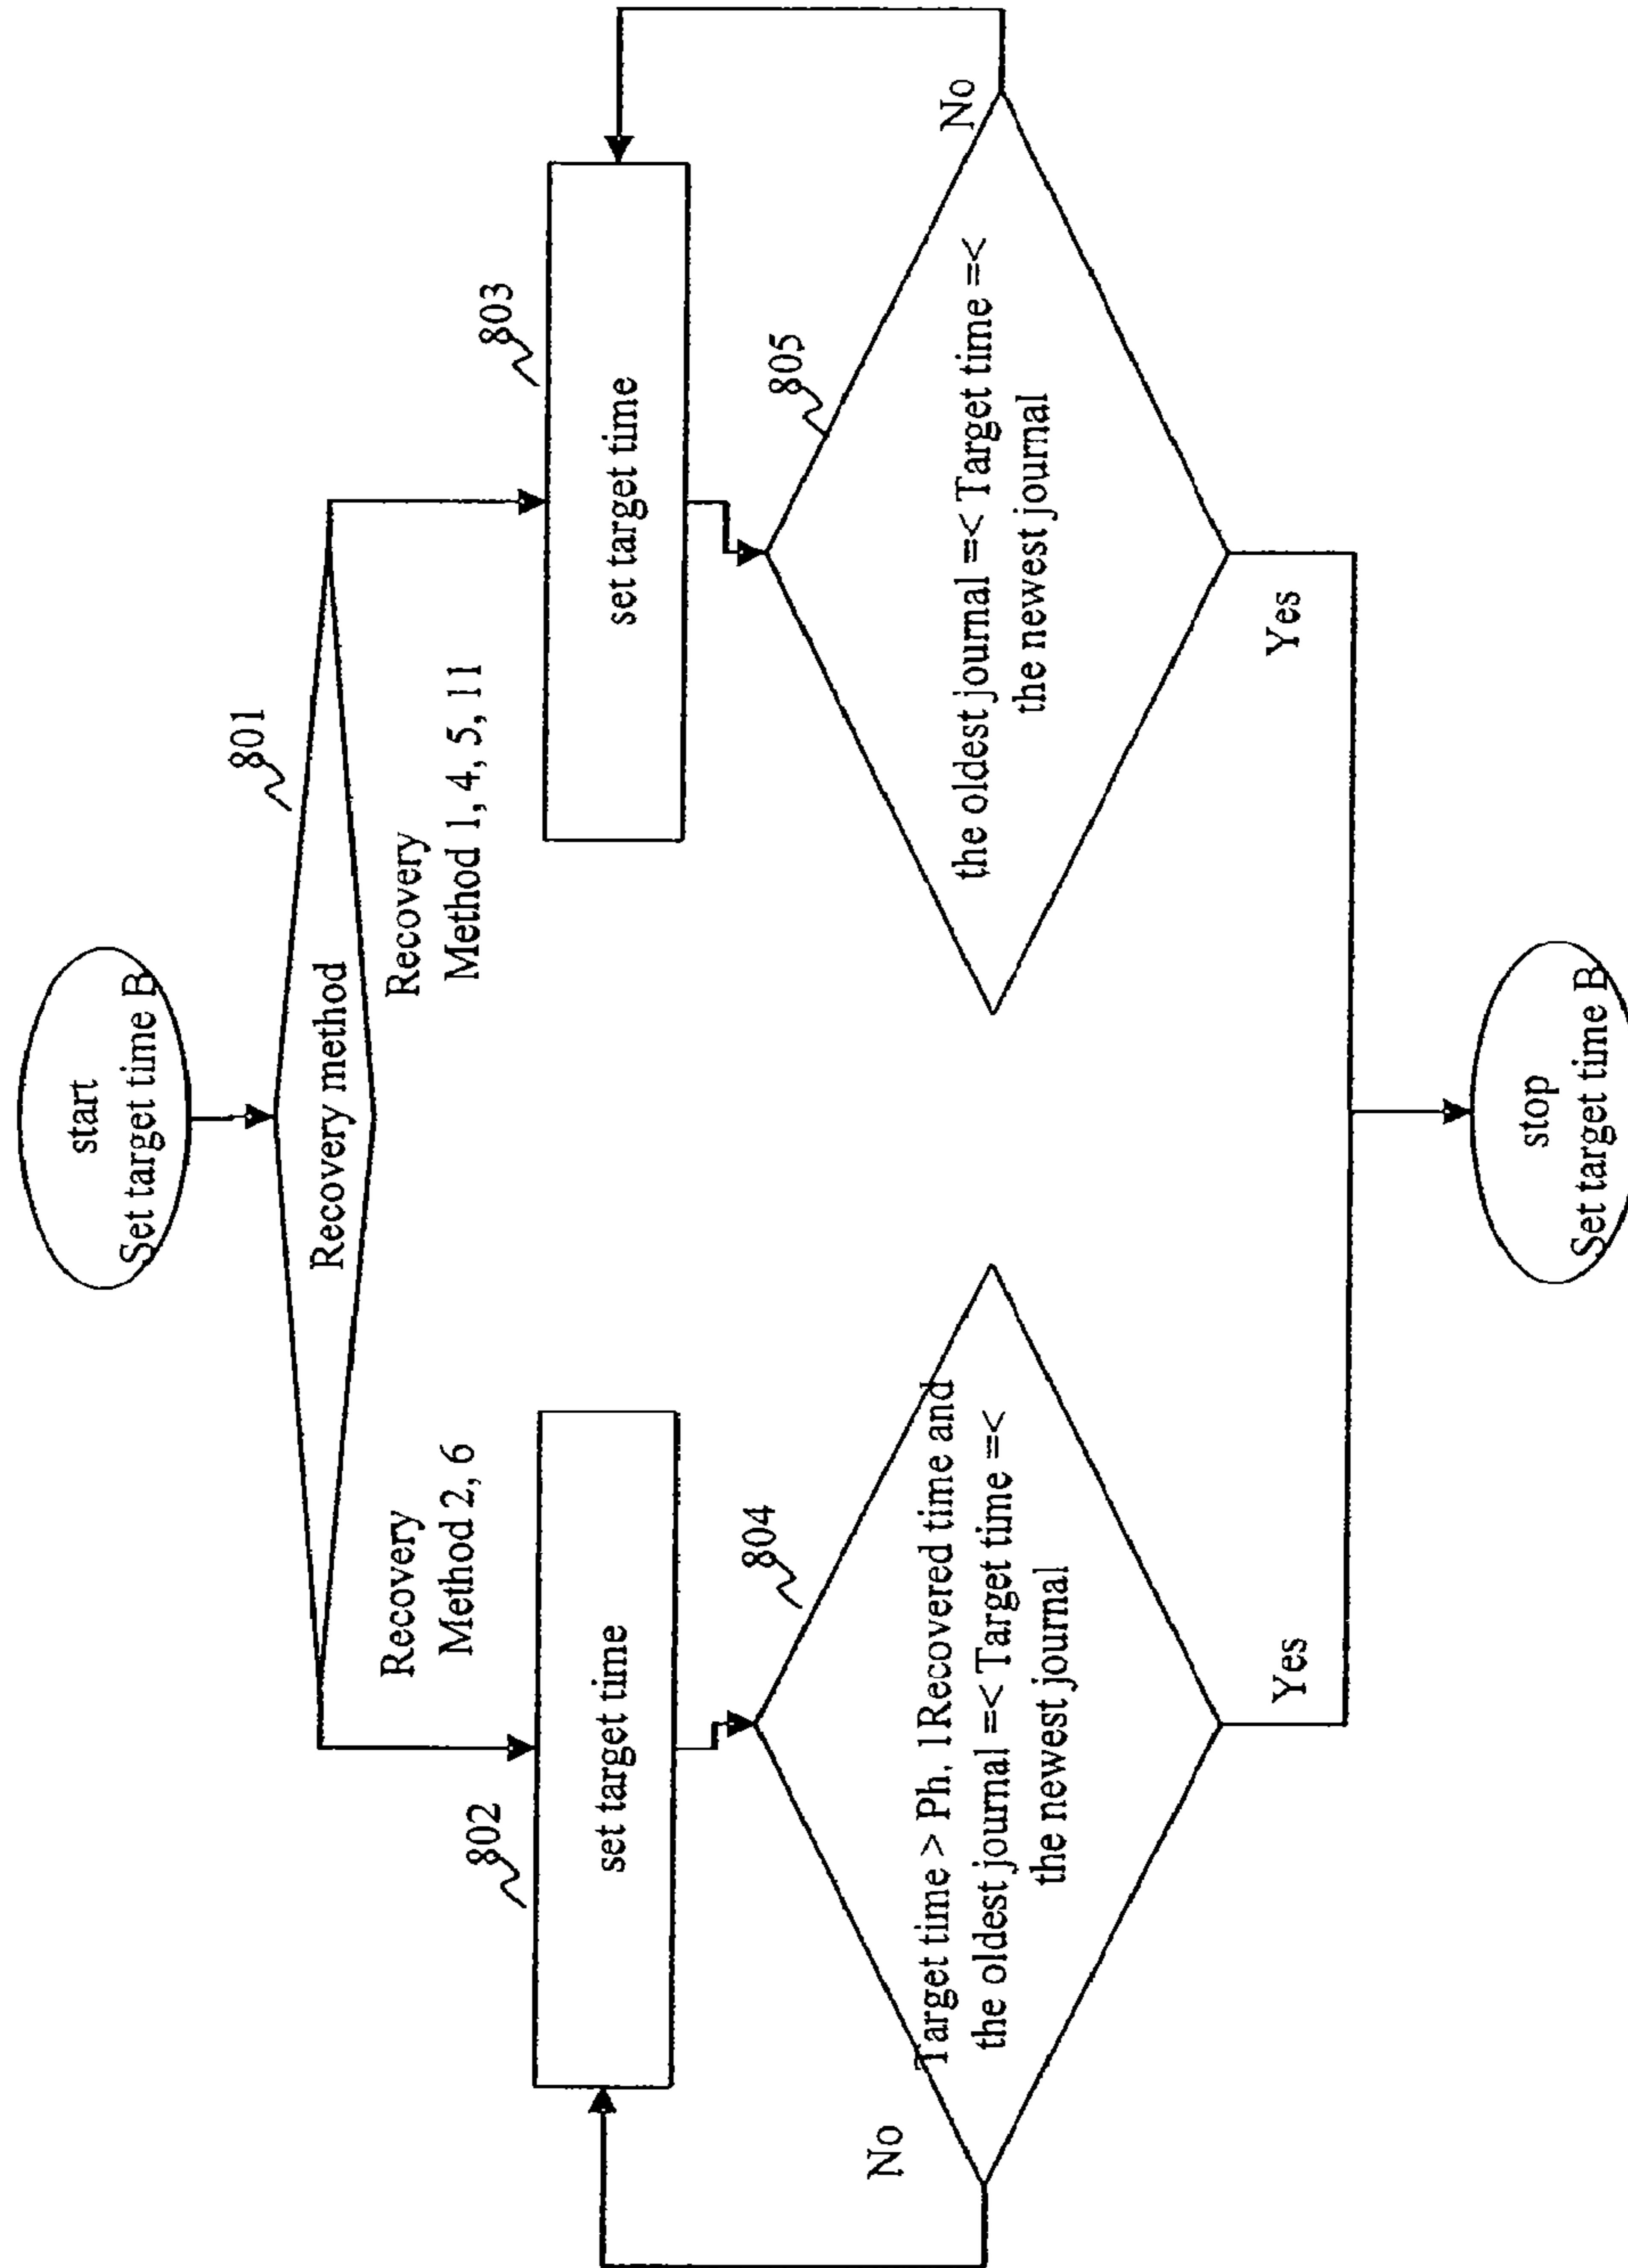 start
Set target time B
801
Recovery method
Recovery
Method 2, 6
Recovery
Method 1, 4, 5, 11
802
set target time
803
set target time
804
Target time > Ph. 1Recovered time and
the oldest journal =< Target time =<
the newest journal
No
Yes
805
the oldest journal =< Target time =<
the newest journal
No
Yes
stop
Set target time B